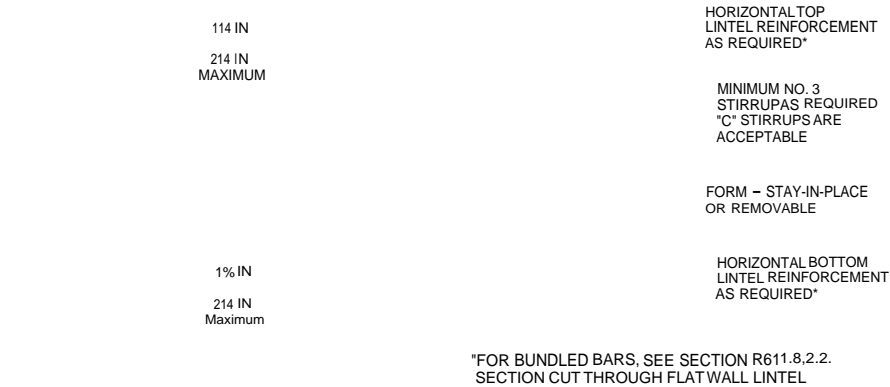 114 IN
214 IN
MAXIMUM
HORIZONTAL TOP
LINTEL REINFORCEMENT
AS REQUIRED*
MINIMUM NO. 3
STIRRUP AS REQUIRED
"C" STIRRUPS ARE
ACCEPTABLE
FORM – STAY-IN-PLACE
OR REMOVABLE
1% IN
214 IN
Maximum
HORIZONTAL BOTTOM
LINTEL REINFORCEMENT
AS REQUIRED*
"FOR BUNDLED BARS, SEE SECTION R611.8,2.2.
SECTION CUT THROUGH FLAT WALL LINTEL